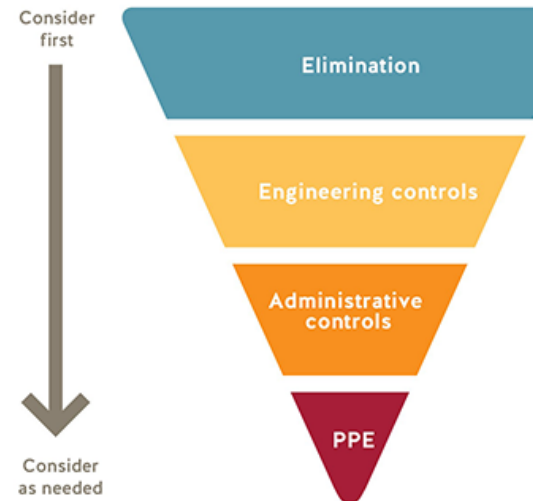 Consider
first
Elimination
Engineering controls
Administrative
controls
PPE
Consider
as needed